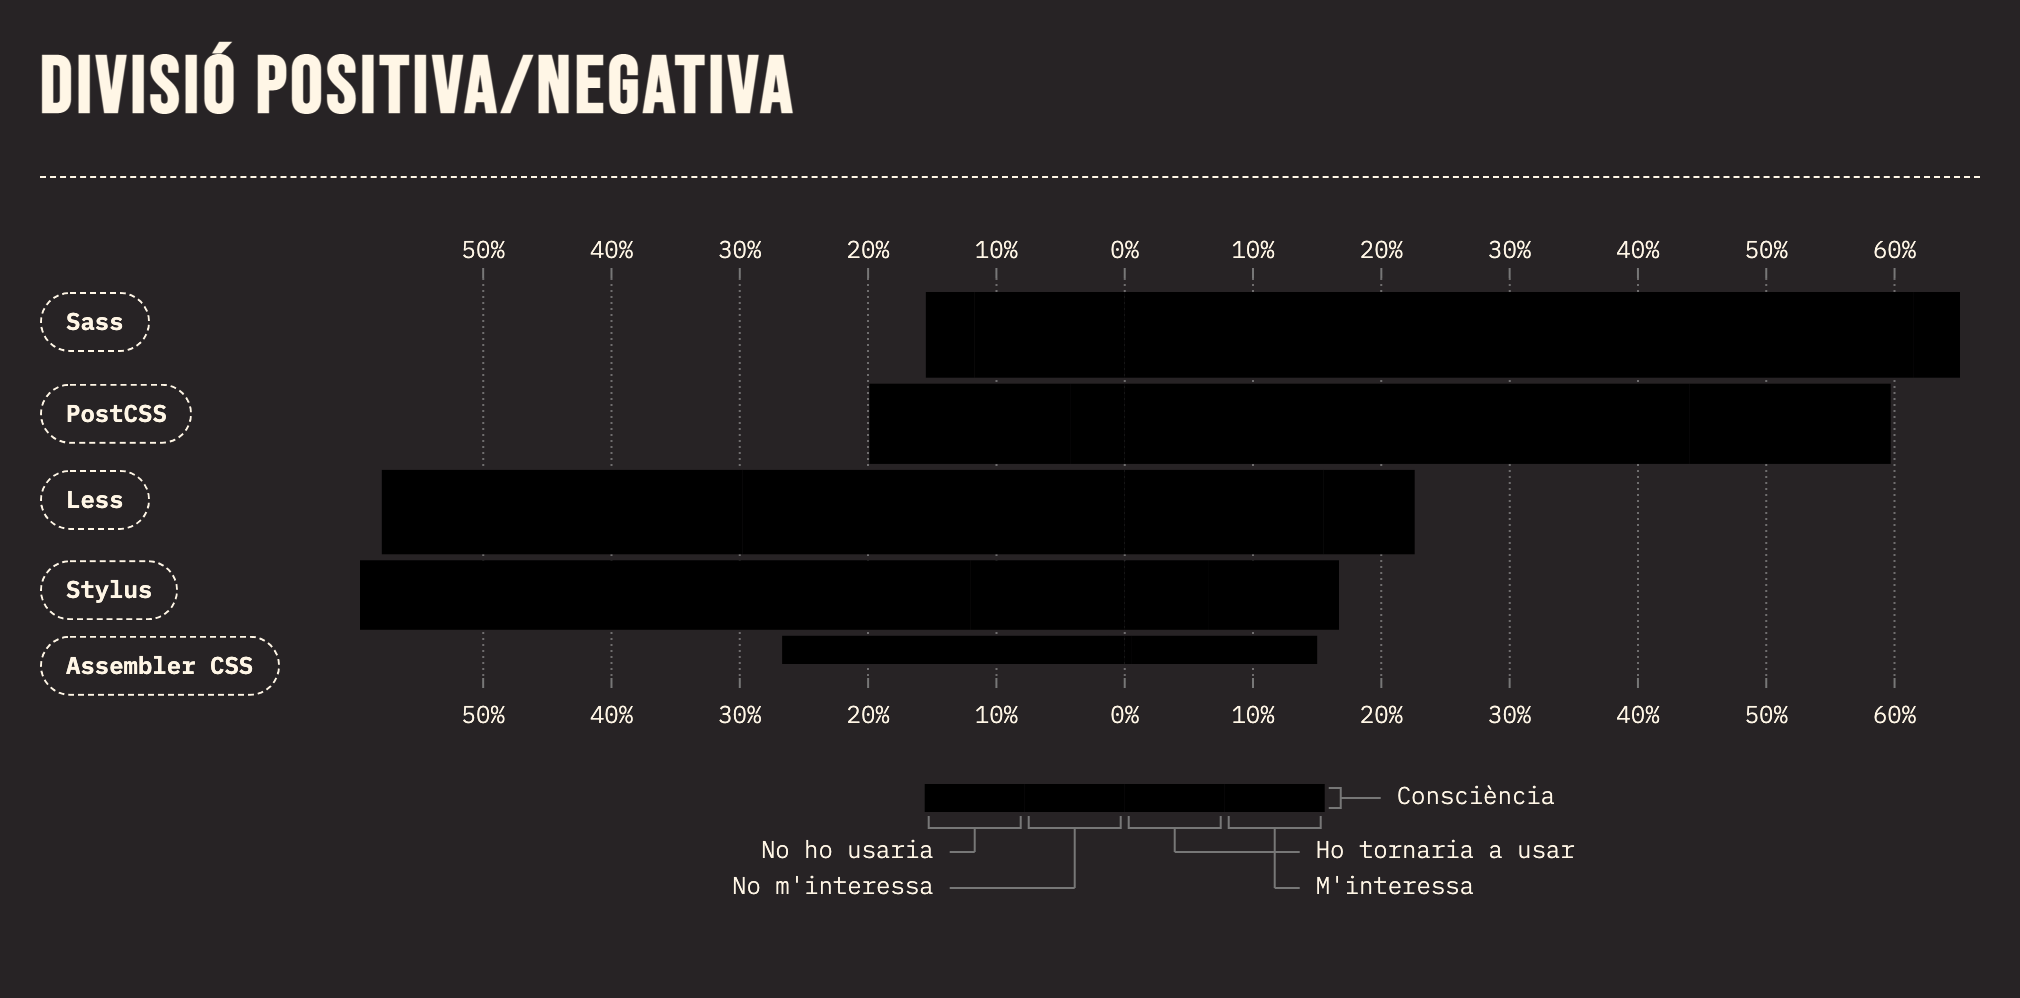 DIVISIÓ POSITIVA/NEGATIVA
50% 40% 30% 20% 10% 0% 10% 20% 30% 40% 50% 60%
Sass
PostCSS
Less
Stylus
Assembler CSS
50% 40% 30% 20% 10% 0% 10% 20% 30% 40% 50% 60%
Consciència
No ho usaria Ho tornaria a usar
No m'interessa M'interessa